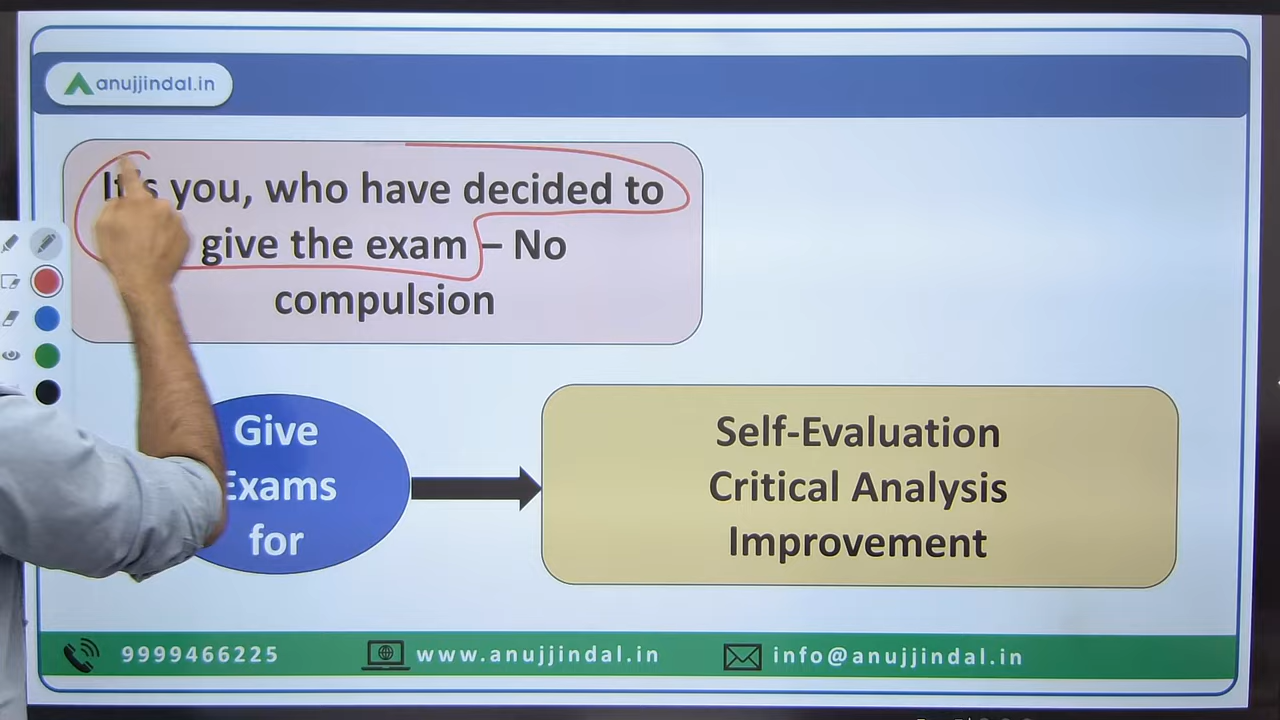 anujjindal.in
It's you, who have decided to
give the exam – No
compulsion
Give
Exams
for
Self-Evaluation
Critical Analysis
Improvement
9999466225
www.anujjindal.in
info@anujjindal.in